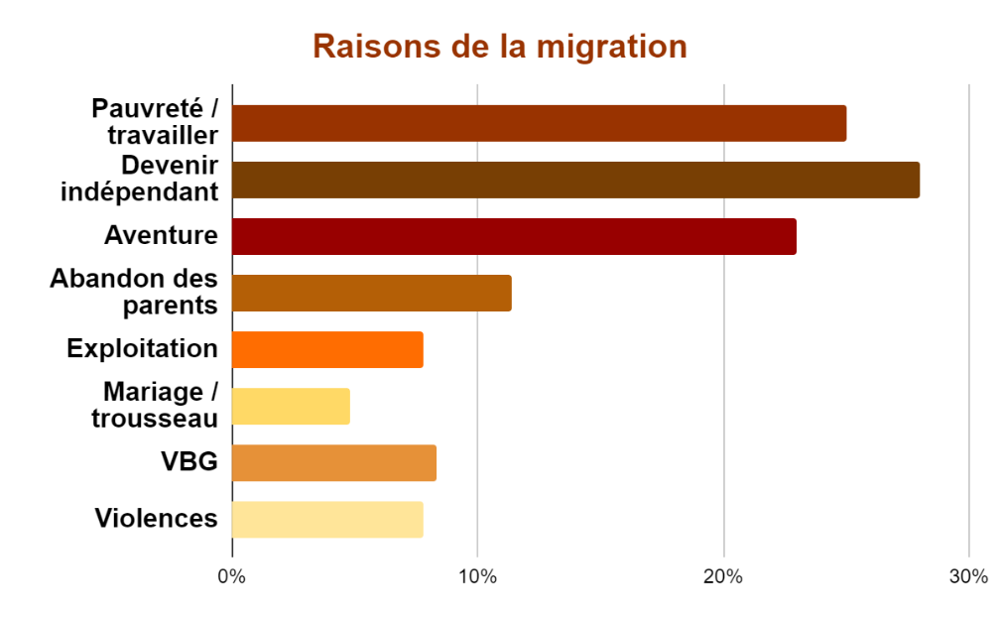 Raisons de la migration
Pauvreté /
travailler
Devenir
indépendant
Aventure
Abandon des
parents
Exploitation
Mariage /
trousseau
VBG
Violences
0%
10%
20%
30%